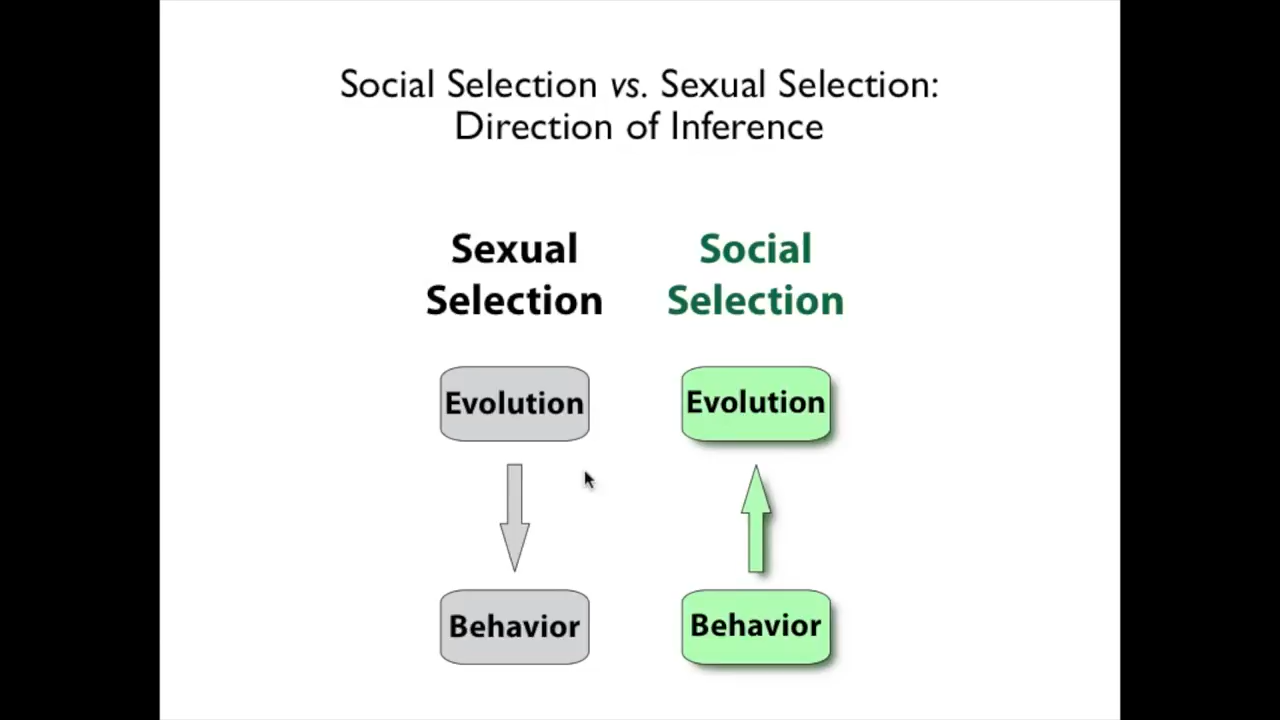 Social Selection vs. Sexual Selection:
Direction of Inference
Sexual
Selection
Social
Selection
Evolution
Evolution
Behavior
Behavior